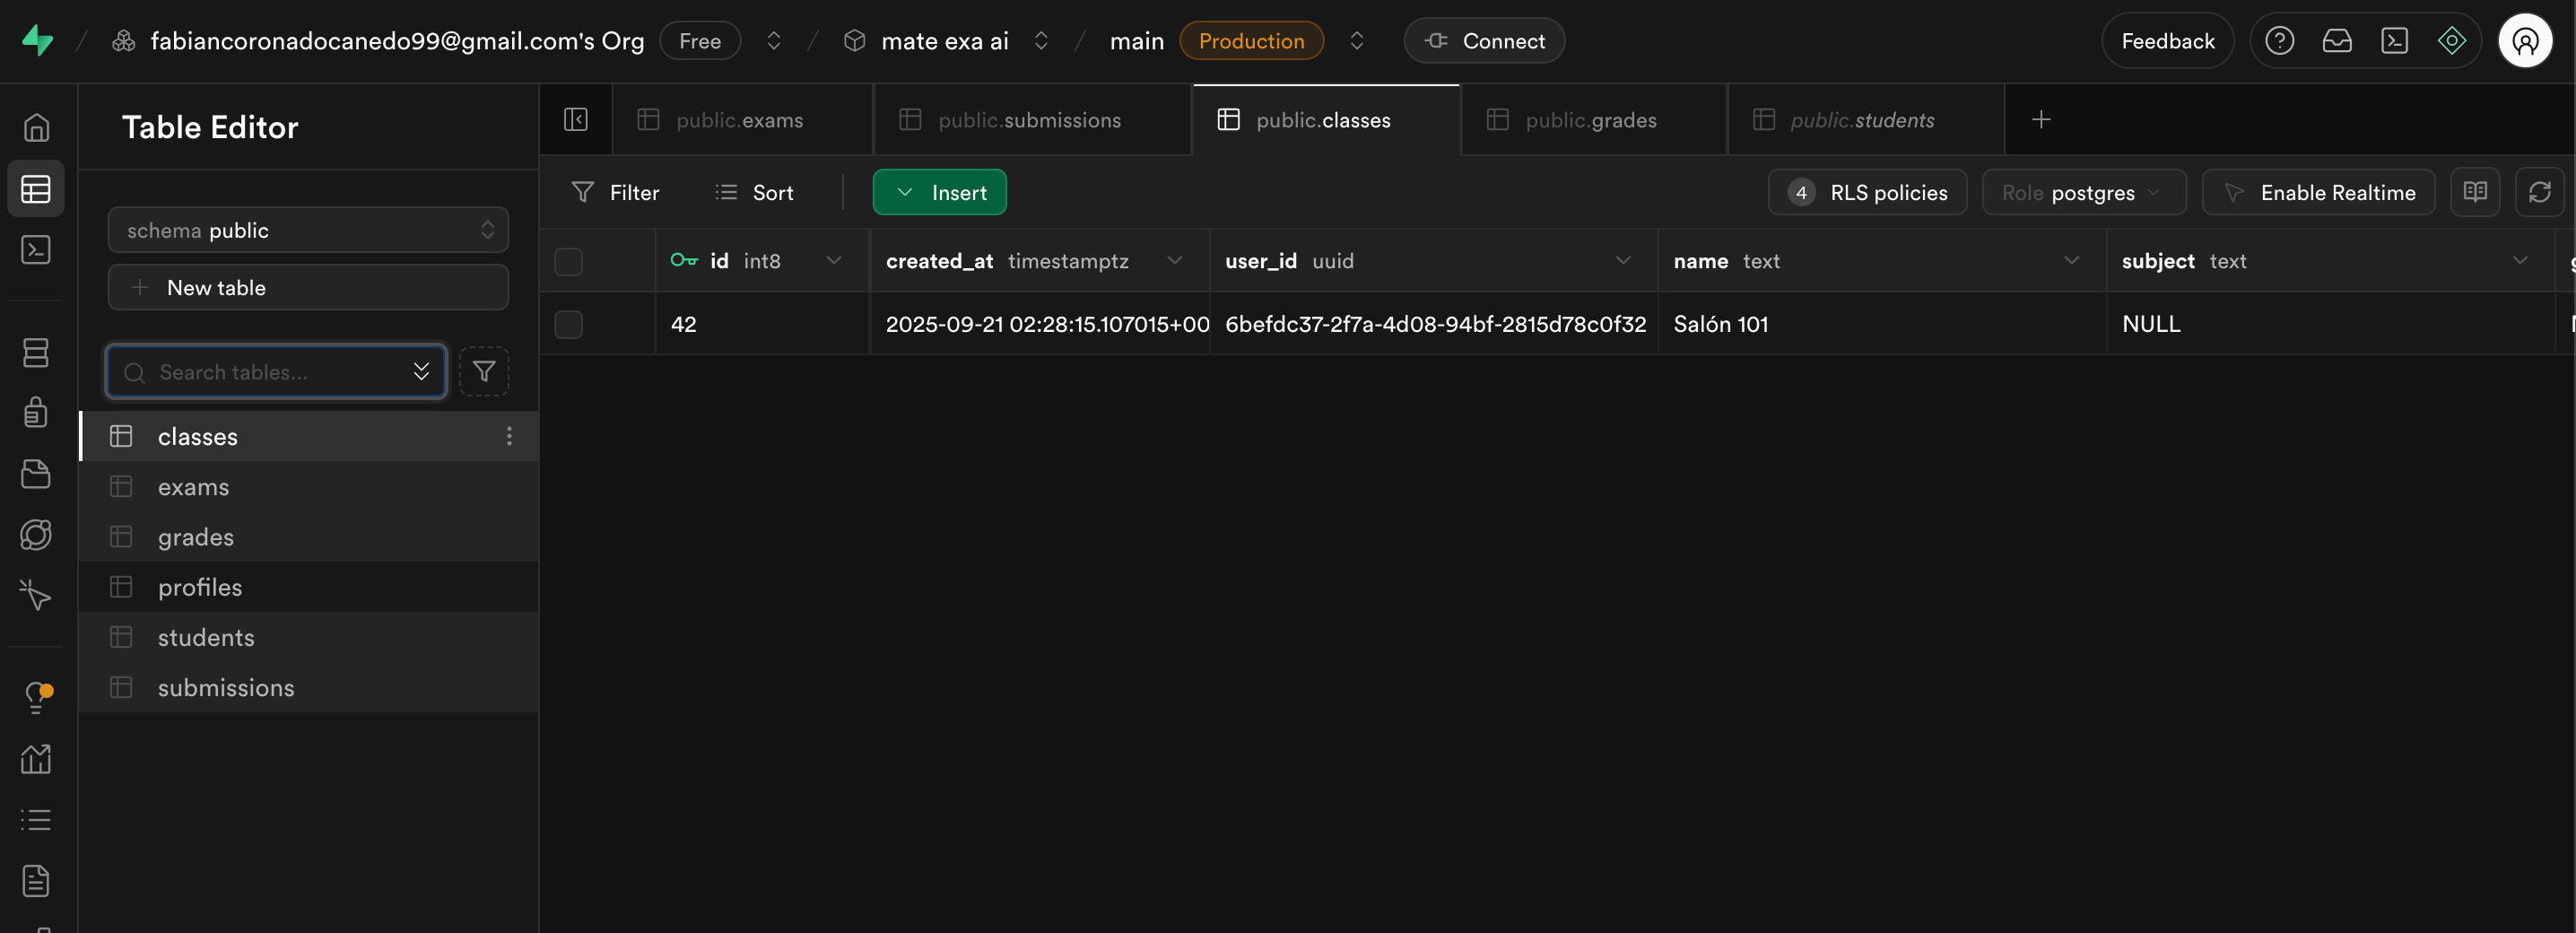 fabiancoronadocanedo99@gmail.com's Org Free mate exa ai main Production Connect Feedback
Table Editor
schema public
New table
Search tables...
classes
exams
grades
profiles
students
submissions
public.exams public.submissions public.classes public.grades public.students
Filter Sort Insert 4 RLS policies Role postgres Enable Realtime
id int8 created_at timestamptz user_id uuid name text subject text
42 2025-09-21 02:28:15.107015+00 6befdc37-2f7a-4d08-94bf-2815d78c0f32 Salón 101 NULL